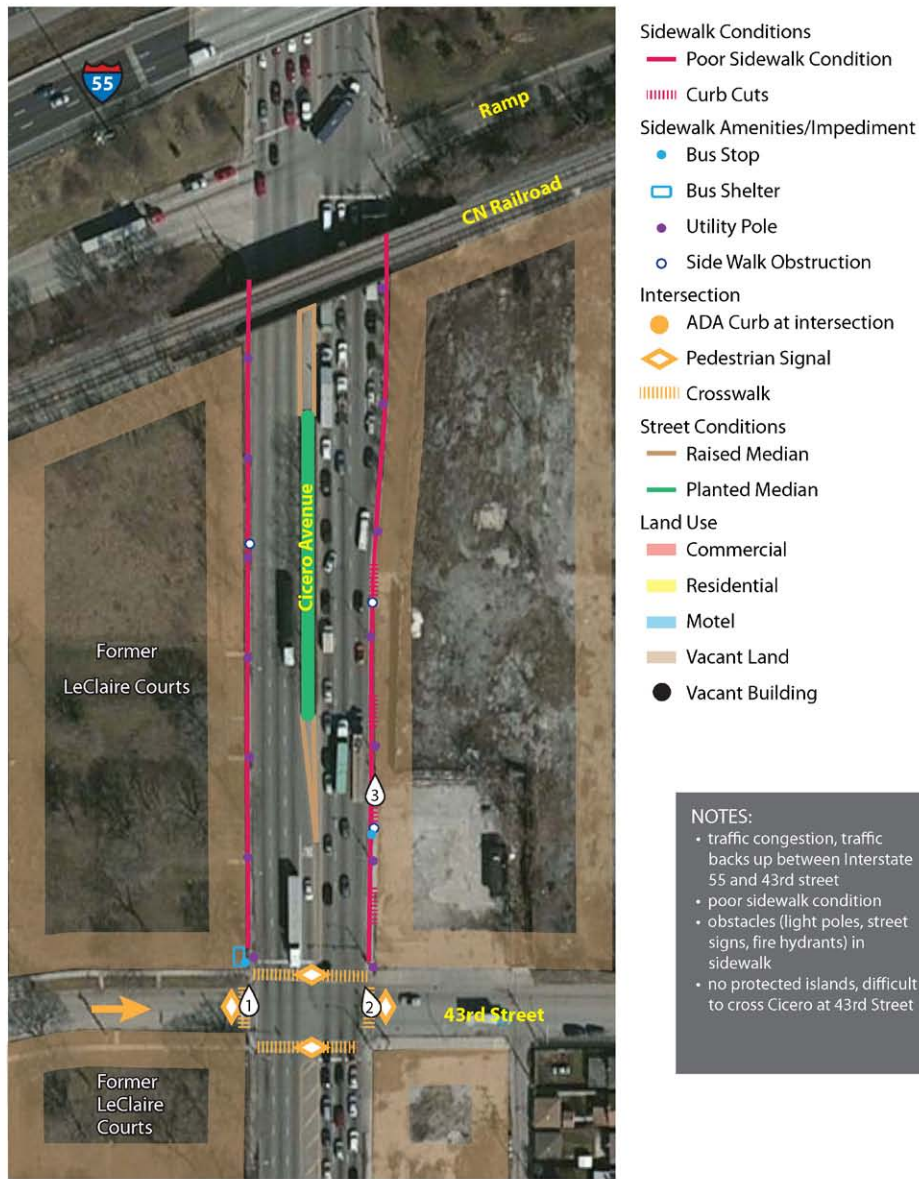 55
Ramp
CN Railroad
Cicero Avenue
Former
LeClaire Courts
3
1
2
43rd Street
Former
LeClaire
Courts
Sidewalk Conditions
Poor Sidewalk Condition
Curb Cuts
Sidewalk Amenities/Impediment
Bus Stop
Bus Shelter
Utility Pole
Side Walk Obstruction
Intersection
ADA Curb at intersection
Pedestrian Signal
Crosswalk
Street Conditions
Raised Median
Planted Median
Land Use
Commercial
Residential
Motel
Vacant Land
Vacant Building
NOTES:
• traffic congestion, traffic
backs up between Interstate
55 and 43rd street
• poor sidewalk condition
• obstacles (light poles, street
signs, fire hydrants) in
sidewalk
• no protected islands, difficult
to cross Cicero at 43rd Street